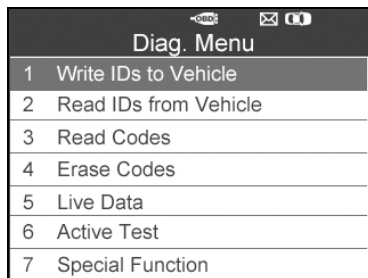 OBD
Diag. Menu
1 Write IDs to Vehicle
2 Read IDs from Vehicle
3 Read Codes
4 Erase Codes
5 Live Data
6 Active Test
7 Special Function